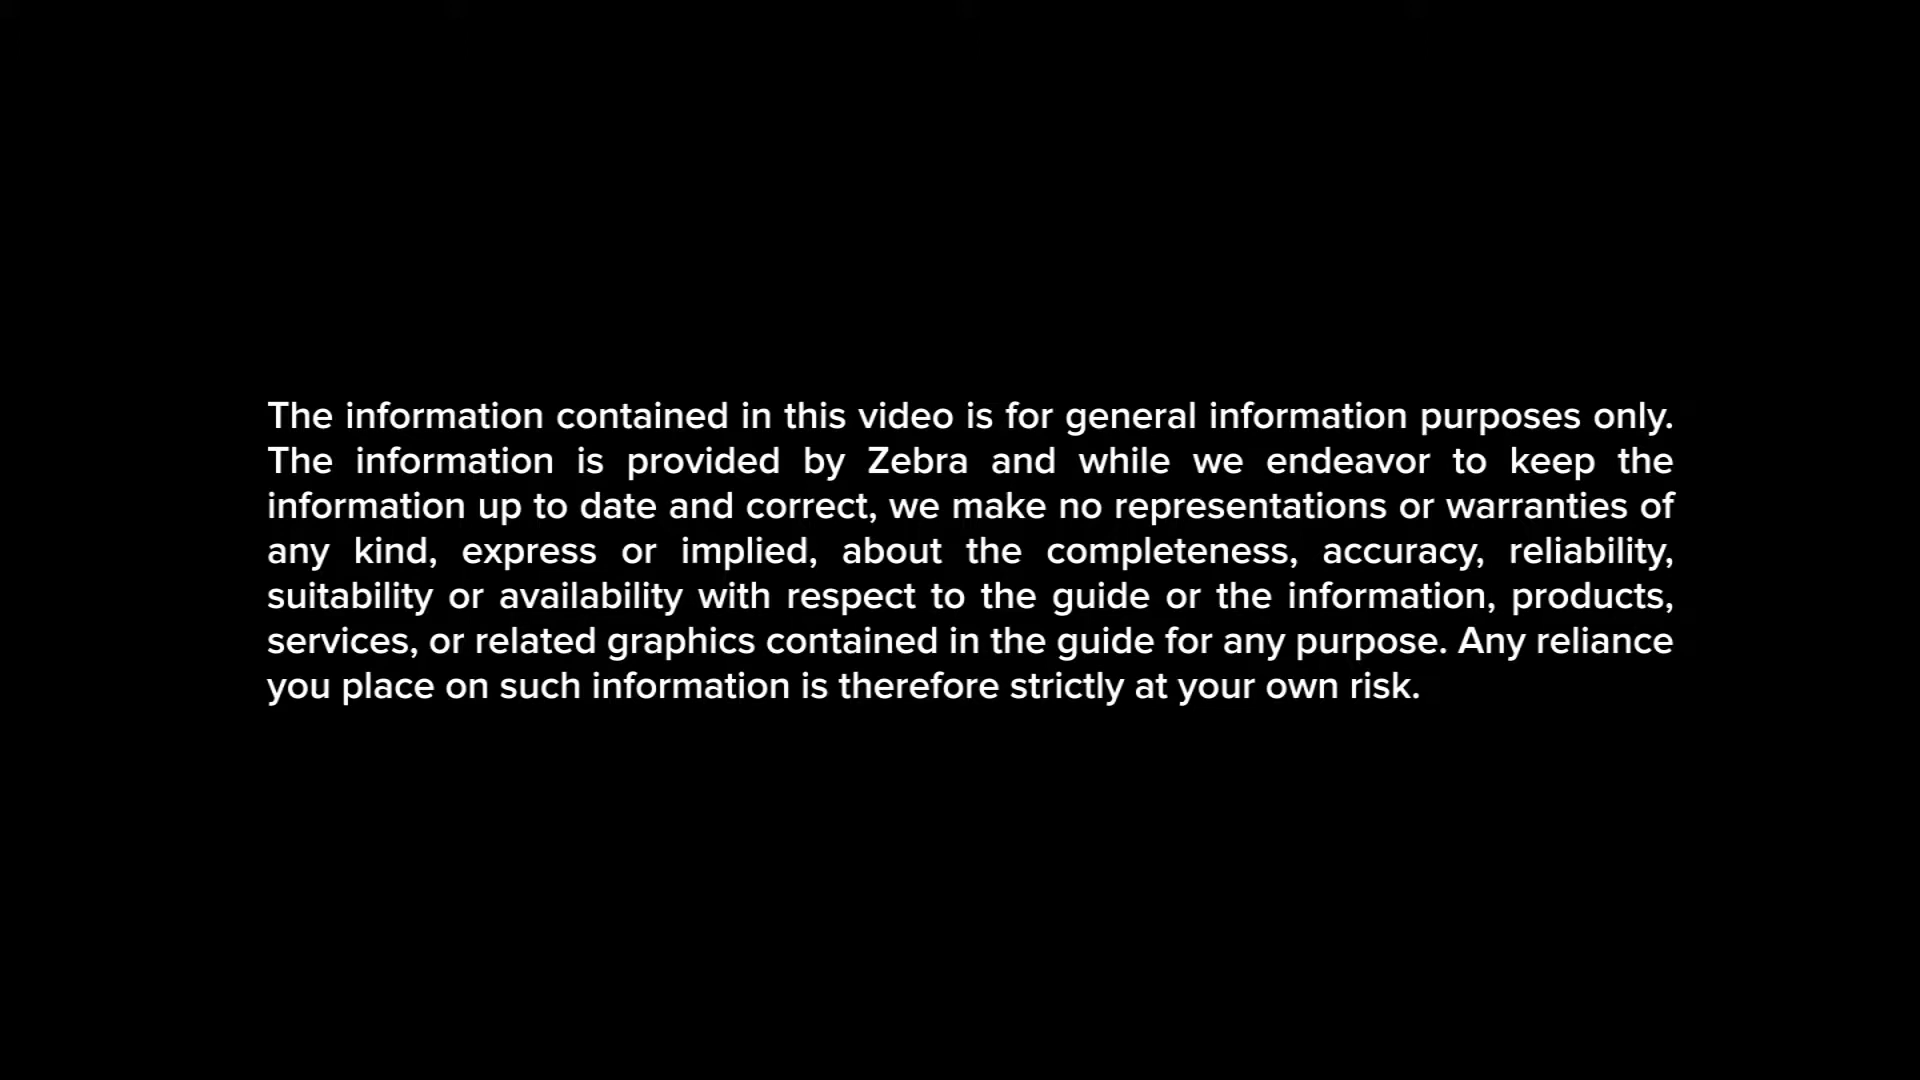 The information contained in this video is for general information purposes only.
The information is provided by Zebra and while we endeavor to keep the
information up to date and correct, we make no representations or warranties of
any kind, express or implied, about the completeness, accuracy, reliability,
suitability or availability with respect to the guide or the information, products,
services, or related graphics contained in the guide for any purpose. Any reliance
you place on such information is therefore strictly at your own risk.